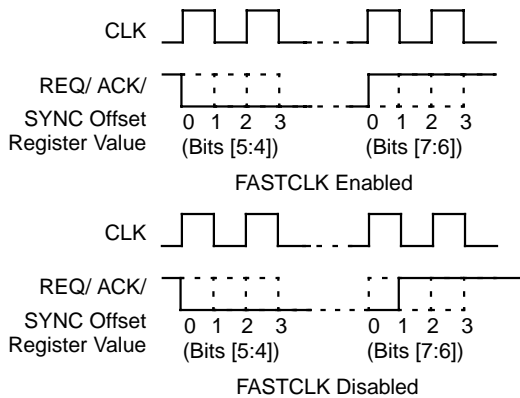 CLK
REQ/ ACK/
SYNC Offset 0 1 2 3 0 1 2 3
Register Value (Bits [5:4]) (Bits [7:6])
FASTCLK Enabled
CLK
REQ/ ACK/
SYNC Offset 0 1 2 3 0 1 2 3
Register Value (Bits [5:4]) (Bits [7:6])
FASTCLK Disabled